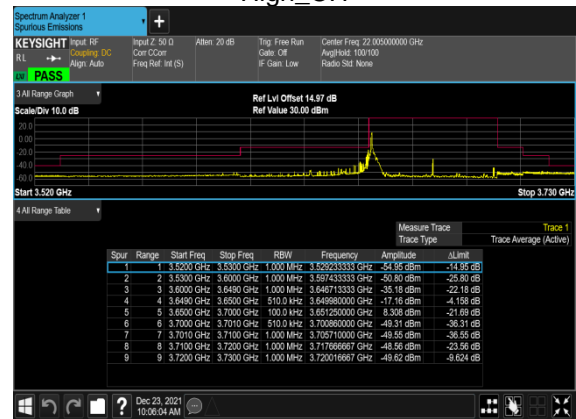 Spectrum Analyzer 1
Spurious Emissions
KEYSIGHT Input: RF Input Z: 50 Ω Atten: 20 dB Trig: Free Run Center Freq: 22.005000000 GHz
RL Coupling: DC Corr CCorr Gate: Off Avg|Hold: 100/100
Align: Auto Freq Ref: Int (S) IF Gain: Low Radio Std: None
PASS
3 All Range Graph
Ref Lvl Offset 14.97 dB
Scale/Div 10.0 dB Ref Value 30.00 dBm
20.0
0.00
-20.0
-40.0
-60.0
Start 3.520 GHz Stop 3.730 GHz
4 All Range Table
Measure Trace Trace 1
Trace Type Trace Average (Active)
Spur Range Start Freq Stop Freq RBW Frequency Amplitude ΔLimit
1 1 3.5200 GHz 3.5300 GHz 1.000 MHz 3.529233333 GHz -54.95 dBm -14.95 dB
2 2 3.5300 GHz 3.6000 GHz 1.000 MHz 3.597433333 GHz -50.80 dBm -25.80 dB
3 3 3.6000 GHz 3.6490 GHz 1.000 MHz 3.646713333 GHz -35.18 dBm -22.18 dB
4 4 3.6490 GHz 3.6500 GHz 510.0 kHz 3.649980000 GHz -17.16 dBm -4.158 dB
5 5 3.6500 GHz 3.7000 GHz 100.0 kHz 3.651250000 GHz 8.308 dBm -21.69 dB
6 6 3.7000 GHz 3.7010 GHz 510.0 kHz 3.700860000 GHz -49.31 dBm -36.31 dB
7 7 3.7010 GHz 3.7100 GHz 1.000 MHz 3.705710000 GHz -49.55 dBm -36.55 dB
8 8 3.7100 GHz 3.7200 GHz 1.000 MHz 3.717666667 GHz -48.56 dBm -23.56 dB
9 9 3.7200 GHz 3.7300 GHz 1.000 MHz 3.720016667 GHz -49.62 dBm -9.624 dB
? Dec 23, 2021
10:06:04 AM